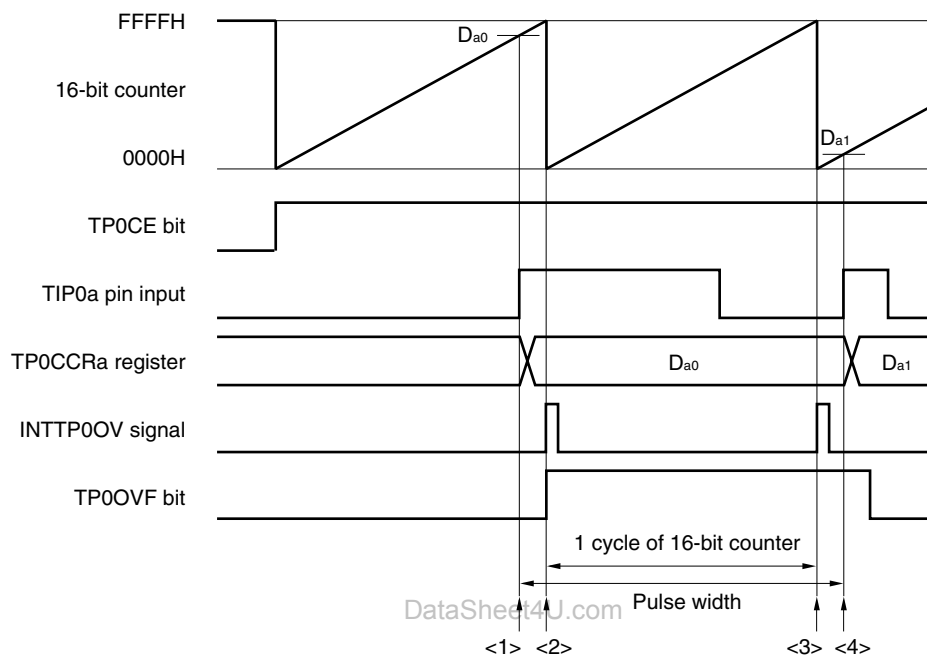 FFFFH
Da0
16-bit counter
0000H
Da1
TP0CE bit
TIP0a pin input
TP0CCRa register
Da0
Da1
INTTP0OV signal
TP0OVF bit
1 cycle of 16-bit counter
Pulse width
DataSheet4U.com
<1> <2> <3> <4>